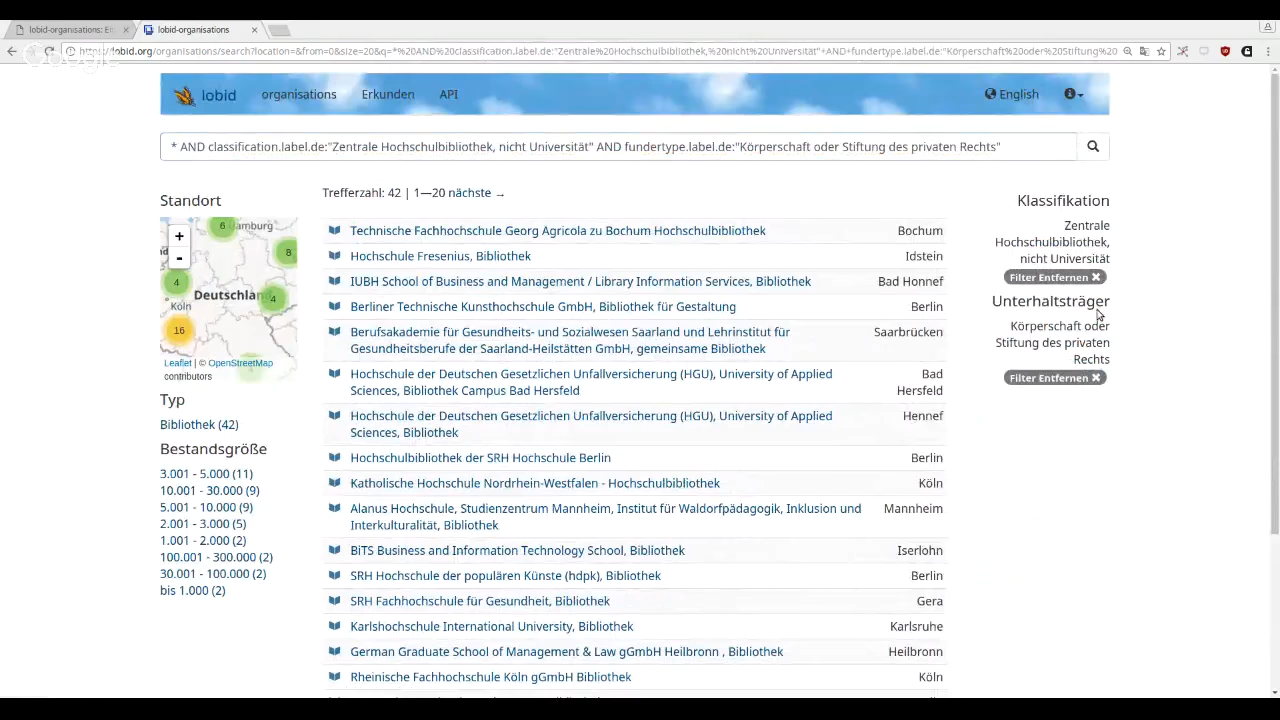 lobid-organisations: Ei
lobid-organisations
Google
https://lobid.org/organisations/search?location=&from=0&size=20&q=*%20AND%20classification.label.de:"Zentrale%20Hochschulbibliothek,%20nicht%20Universität"+AND+fundertype.label.de:"Körperschaft%20oder%20Stiftung%20
lobid
organisations
Erkunden
API
English
* AND classification.label.de:"Zentrale Hochschulbibliothek, nicht Universität" AND fundertype.label.de:"Körperschaft oder Stiftung des privaten Rechts"
Standort
6
8
4
4
16
+
-
Hamburg
Deutschland
Köln
Leaflet | © OpenStreetMap
contributors
Typ
Bibliothek (42)
Bestandsgröße
3.001 - 5.000 (11)
10.001 - 30.000 (9)
5.001 - 10.000 (9)
2.001 - 3.000 (5)
1.001 - 2.000 (2)
100.001 - 300.000 (2)
30.001 - 100.000 (2)
bis 1.000 (2)
Trefferzahl: 42 | 1—20 nächste →
Technische Fachhochschule Georg Agricola zu Bochum Hochschulbibliothek Bochum
Hochschule Fresenius, Bibliothek Idstein
IUBH School of Business and Management / Library Information Services, Bibliothek Bad Honnef
Berliner Technische Kunsthochschule GmbH, Bibliothek für Gestaltung Berlin
Berufsakademie für Gesundheits- und Sozialwesen Saarland und Lehrinstitut für Saarbrücken
Gesundheitsberufe der Saarland-Heilstätten GmbH, gemeinsame Bibliothek
Hochschule der Deutschen Gesetzlichen Unfallversicherung (HGU), University of Applied Bad
Sciences, Bibliothek Campus Bad Hersfeld Hersfeld
Hochschule der Deutschen Gesetzlichen Unfallversicherung (HGU), University of Applied Hennef
Sciences, Bibliothek
Hochschulbibliothek der SRH Hochschule Berlin Berlin
Katholische Hochschule Nordrhein-Westfalen - Hochschulbibliothek Köln
Alanus Hochschule, Studienzentrum Mannheim, Institut für Waldorfpädagogik, Inklusion und Mannheim
Interkulturalität, Bibliothek
BiTS Business and Information Technology School, Bibliothek Iserlohn
SRH Hochschule der populären Künste (hdpk), Bibliothek Berlin
SRH Fachhochschule für Gesundheit, Bibliothek Gera
Karlshochschule International University, Bibliothek Karlsruhe
German Graduate School of Management & Law gGmbH Heilbronn , Bibliothek Heilbronn
Rheinische Fachhochschule Köln gGmbH Bibliothek Köln
Klassifikation
Zentrale
Hochschulbibliothek,
nicht Universität
Filter Entfernen
Unterhaltsträger
Körperschaft oder
Stiftung des privaten
Rechts
Filter Entfernen